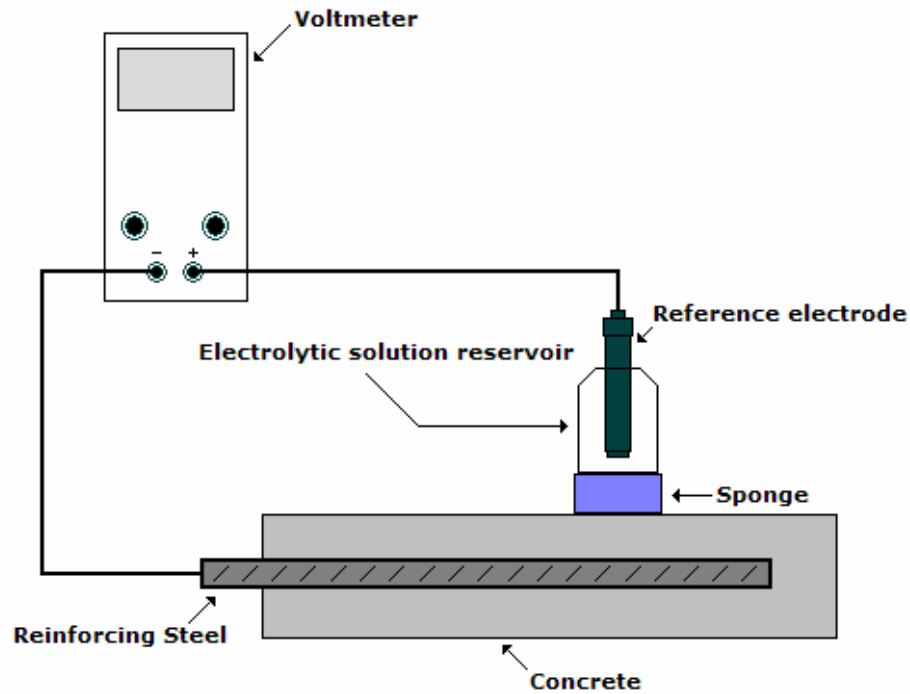 Voltmeter
− +
Reference electrode
Electrolytic solution reservoir
Sponge
Reinforcing Steel
Concrete